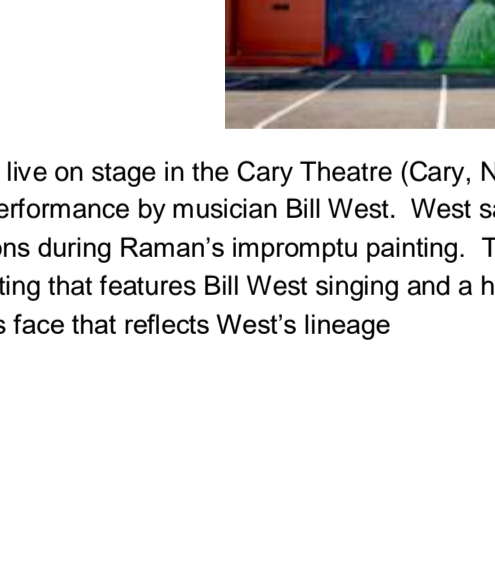 live on stage in the Cary Theatre (Cary, N
erformance by musician Bill West.  West sa
ons during Raman’s impromptu painting.  T
ting that features Bill West singing and a h
s face that reflects West’s lineage